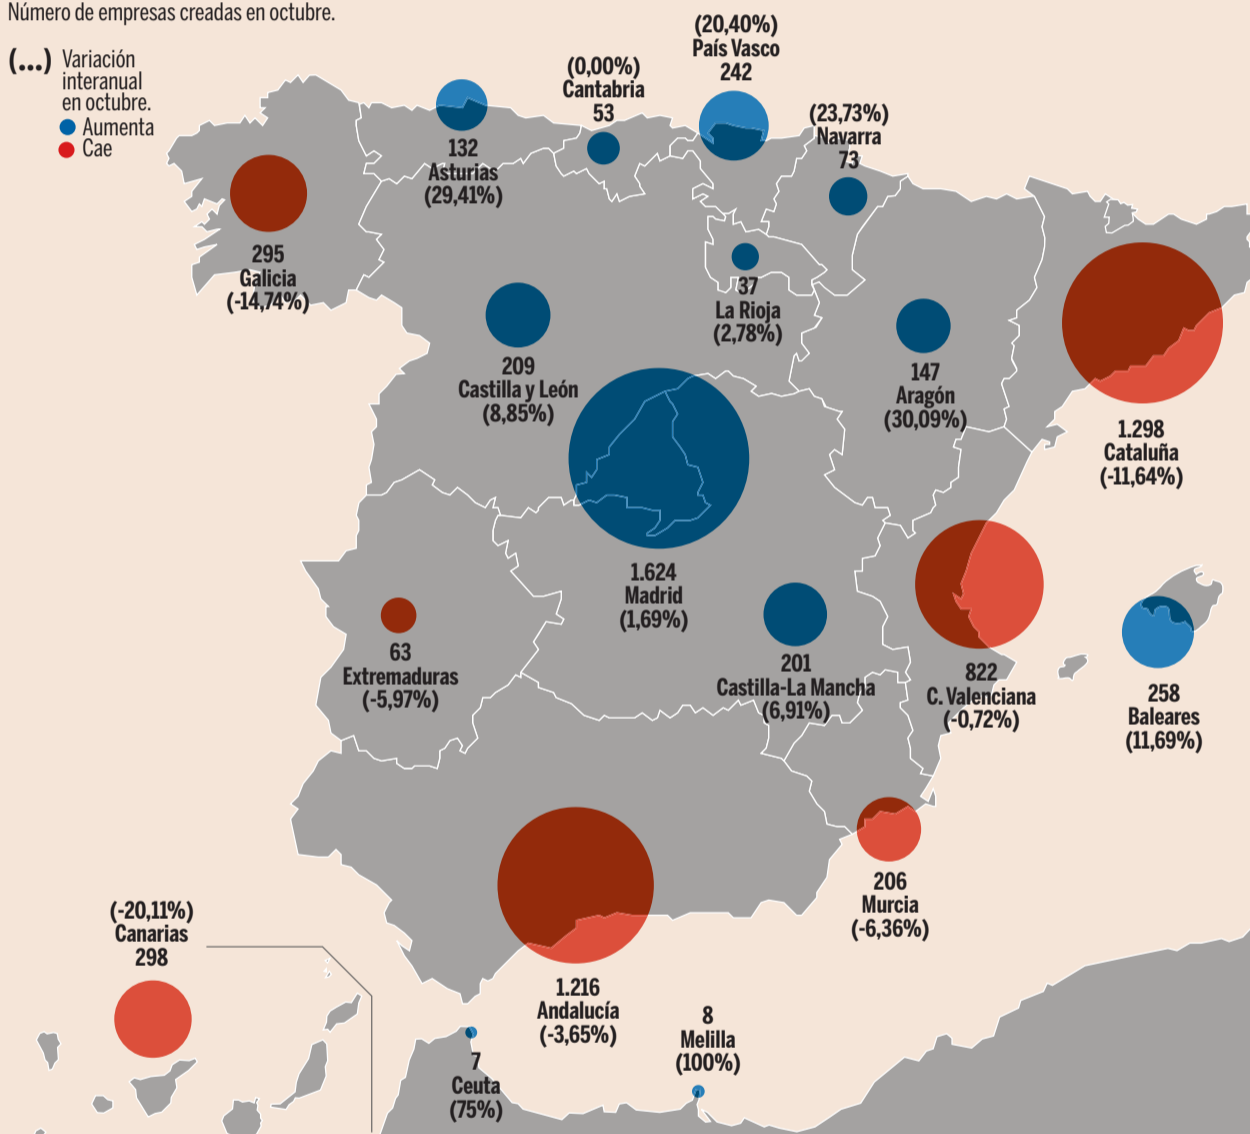 Número de empresas creadas en octubre.
(...) Variación
interanual
en octubre.
Aumenta
Cae
(20,40%)
País Vasco
242
(0,00%)
Cantabria
53
(23,73%)
Navarra
73
132
Asturias
(29,41%)
295
Galicia
(-14,74%)
37
La Rioja
(2,78%)
209
Castilla y León
(8,85%)
147
Aragón
(30,09%)
1.298
Cataluña
(-11,64%)
1.624
Madrid
(1,69%)
63
Extremaduras
(-5,97%)
201
Castilla-La Mancha
(6,91%)
822
C. Valenciana
(-0,72%)
258
Baleares
(11,69%)
206
Murcia
(-6,36%)
(-20,11%)
Canarias
298
1.216
Andalucía
(-3,65%)
8
Melilla
(100%)
7
Ceuta
(75%)